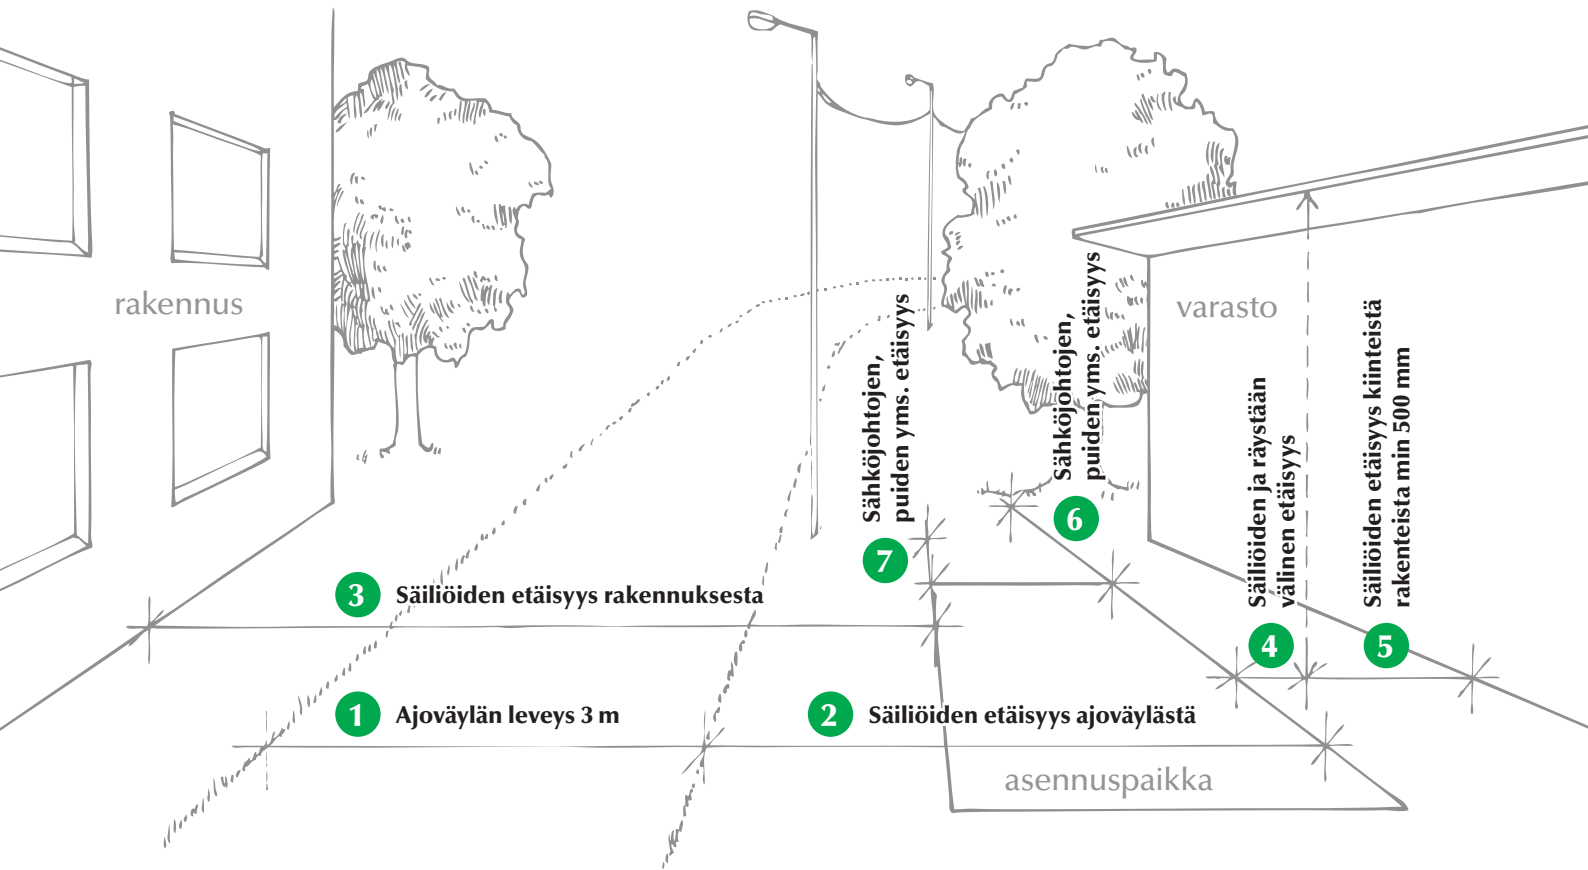 rakennus
varasto
7
Sähköjohtojen,
puiden yms. etäisyys
6
Sähköjohtojen,
puiden yms. etäisyys
4
Säiliöiden ja räystään
välinen etäisyys
5
Säiliöiden etäisyys kiinteistä
rakenteista min 500 mm
3 Säiliöiden etäisyys rakennuksesta
1 Ajoväylän leveys 3 m
2 Säiliöiden etäisyys ajoväylästä
asennuspaikka